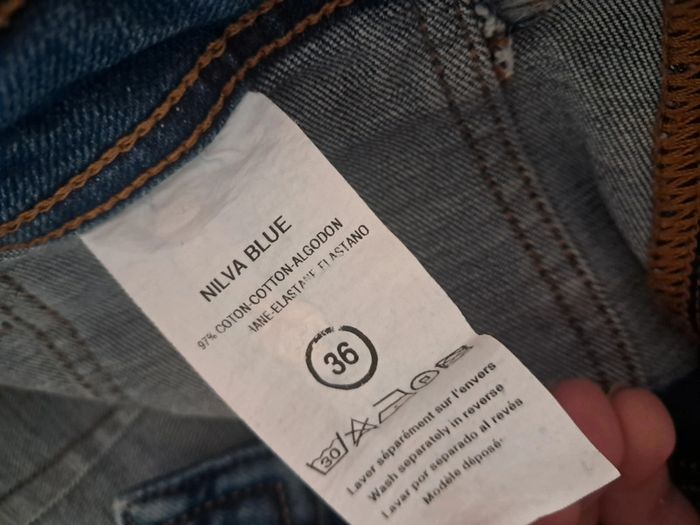 NILVA BLUE
97% COTON-COTTON-ALGODON
-ELASTANE-ELASTANO
36
30
Laver séparément sur l'envers
Wash separately in reverse
Lavar por separado al revés
Modèle déposé